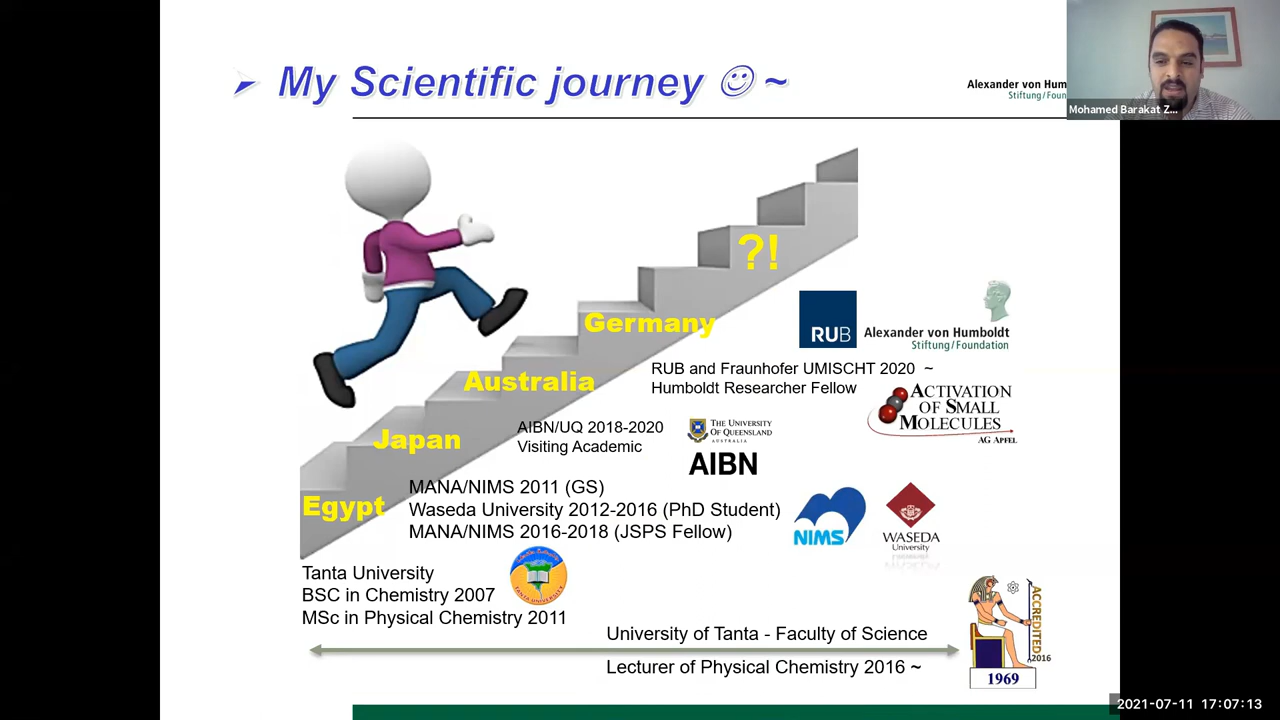 ➢ My Scientific journey ☺ ~
Alexander von Humb
Stiftung/Foun
Mohamed Barakat Z...
?!
Germany
RUB
Alexander von Humboldt
Stiftung/Foundation
RUB and Fraunhofer UMISCHT 2020 ~
Humboldt Researcher Fellow
Australia
ACTIVATION
OF SMALL
MOLECULES
AG APFEL
AIBN/UQ 2018-2020
Visiting Academic
THE UNIVERSITY
OF QUEENSLAND
AUSTRALIA
AIBN
Japan
MANA/NIMS 2011 (GS)
Waseda University 2012-2016 (PhD Student)
MANA/NIMS 2016-2018 (JSPS Fellow)
NIMS
WASEDA
University
Egypt
Tanta University
BSC in Chemistry 2007
MSc in Physical Chemistry 2011
TANTA UNIVERSITY
University of Tanta - Faculty of Science
Lecturer of Physical Chemistry 2016 ~
ACCREDITED
2016
1969
2021-07-11 17:07:13